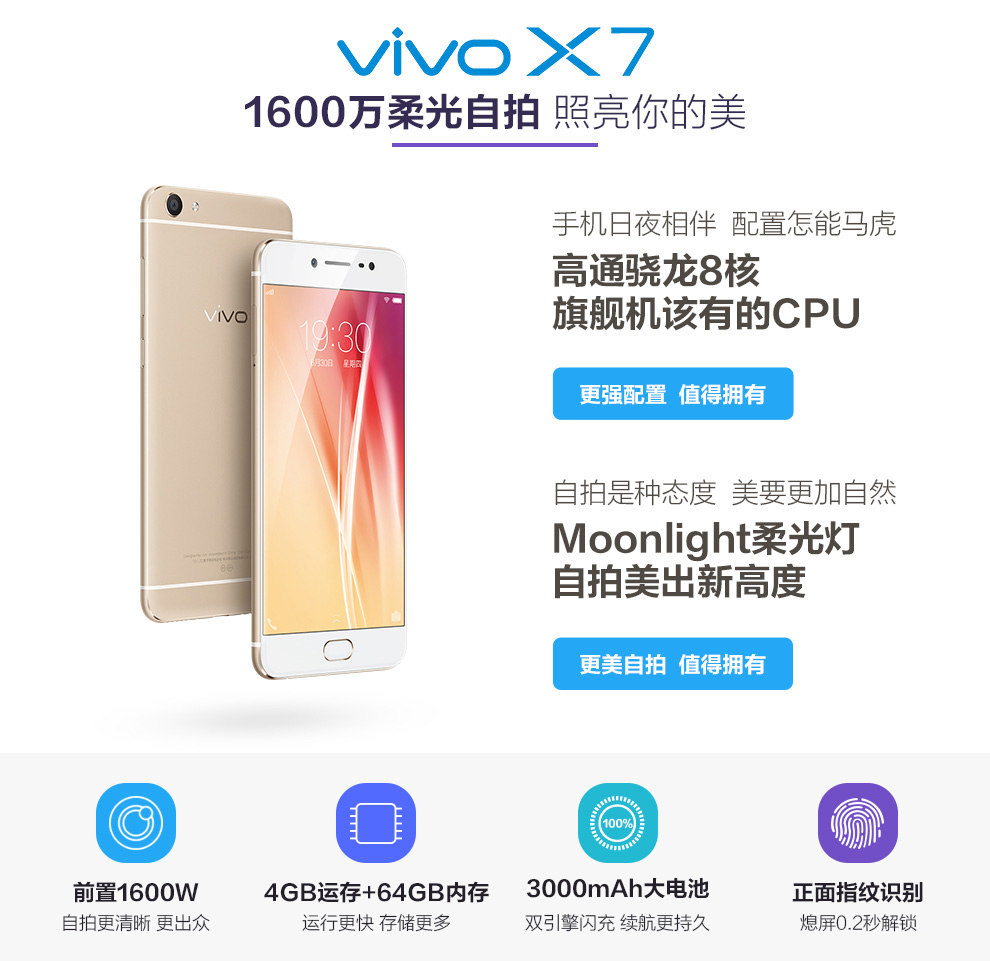 vivo X7
1600万柔光自拍 照亮你的美
手机日夜相伴 配置怎能马虎
高通骁龙8核
旗舰机该有的CPU
更强配置 值得拥有
vivo
19:30
6月30日 星期四
自拍是种态度 美要更加自然
Moonlight柔光灯
自拍美出新高度
更美自拍 值得拥有
100%
前置1600W
自拍更清晰 更出众
4GB运存+64GB内存
运行更快 存储更多
3000mAh大电池
双引擎闪充 续航更持久
正面指纹识别
熄屏0.2秒解锁